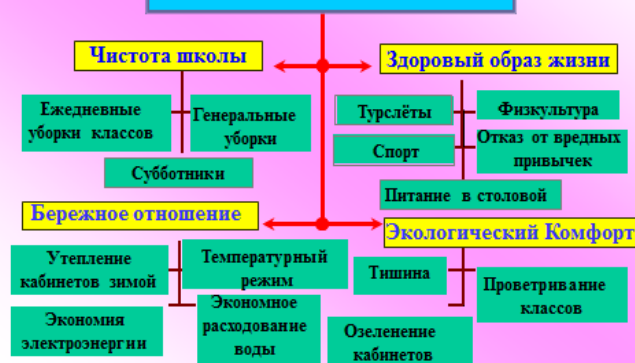 Чистота школы
Ежедневные
уборки классов
Генеральные
уборки
Субботники
Здоровый образ жизни
Турслёты
Физкультура
Спорт
Отказ от вредных
привычек
Питание в столовой
Бережное отношение
Утепление
кабинетов зимой
Температурный
режим
Экономия
электроэнергии
Экономное
расходование
воды
Экологический Комфорт
Тишина
Проветривание
классов
Озеленение
кабинетов